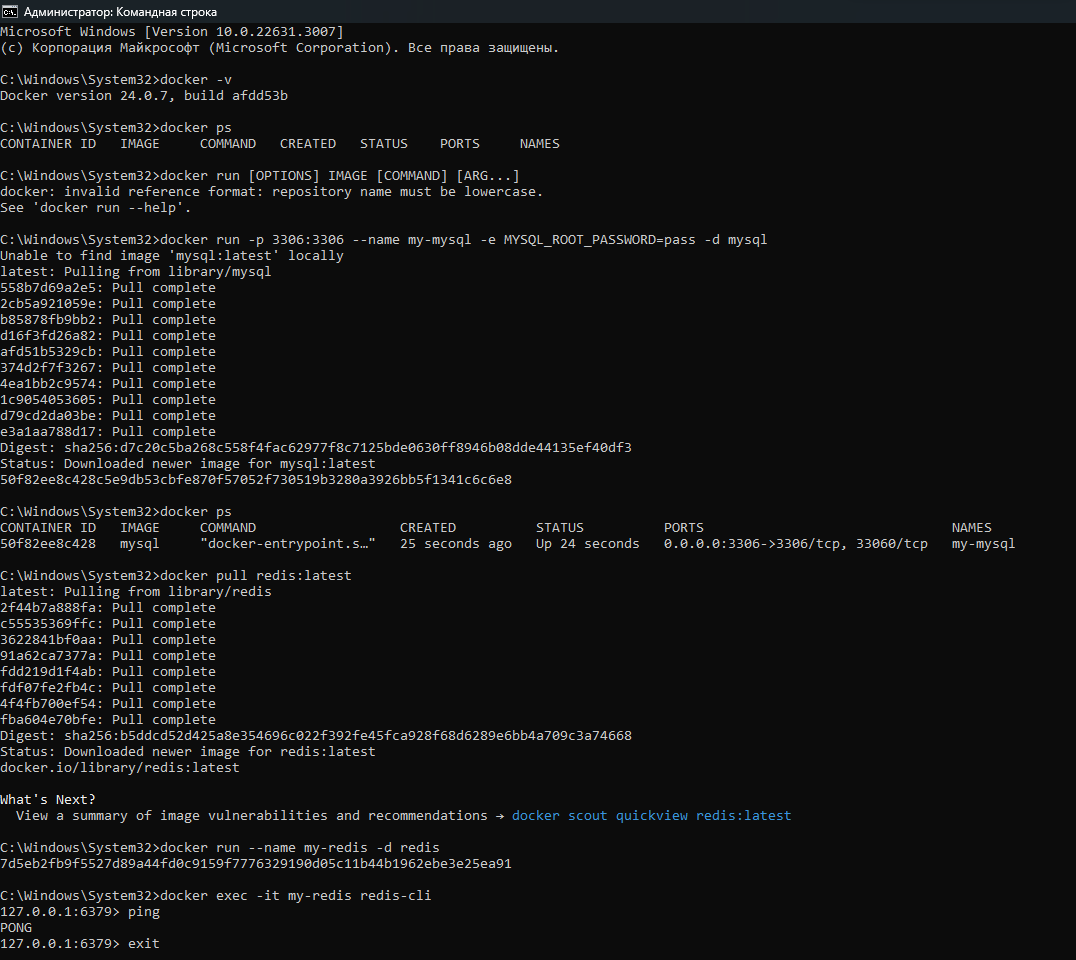 Администратор: Командная строка
Microsoft Windows [Version 10.0.22631.3007]
(c) Корпорация Майкрософт (Microsoft Corporation). Все права защищены.
C:\Windows\System32>docker -v
Docker version 24.0.7, build afdd53b
C:\Windows\System32>docker ps
CONTAINER ID   IMAGE     COMMAND   CREATED   STATUS    PORTS     NAMES
C:\Windows\System32>docker run [OPTIONS] IMAGE [COMMAND] [ARG...]
docker: invalid reference format: repository name must be lowercase.
See 'docker run --help'.
C:\Windows\System32>docker run -p 3306:3306 --name my-mysql -e MYSQL_ROOT_PASSWORD=pass -d mysql
Unable to find image 'mysql:latest' locally
latest: Pulling from library/mysql
558b7d69a2e5: Pull complete
2cb5a921059e: Pull complete
b85878fb9bb2: Pull complete
d16f3fd26a82: Pull complete
afd51b5329cb: Pull complete
374d2f7f3267: Pull complete
4ea1bb2c9574: Pull complete
1c9054053605: Pull complete
d79cd2da03be: Pull complete
e3a1aa788d17: Pull complete
Digest: sha256:d7c20c5ba268c558f4fac62977f8c7125bde0630ff8946b08dde44135ef40df3
Status: Downloaded newer image for mysql:latest
50f82ee8c428c5e9db53cbfe870f57052f730519b3280a3926bb5f1341c6c6e8
C:\Windows\System32>docker ps
CONTAINER ID   IMAGE     COMMAND                  CREATED          STATUS          PORTS                               NAMES
50f82ee8c428   mysql     "docker-entrypoint.s…"   25 seconds ago   Up 24 seconds   0.0.0.0:3306->3306/tcp, 33060/tcp   my-mysql
C:\Windows\System32>docker pull redis:latest
latest: Pulling from library/redis
2f44b7a888fa: Pull complete
c55535369ffc: Pull complete
3622841bf0aa: Pull complete
91a62ca7377a: Pull complete
fdd219d1f4ab: Pull complete
fdf07fe2fb4c: Pull complete
4f4fb700ef54: Pull complete
fba604e70bfe: Pull complete
Digest: sha256:b5ddcd52d425a8e354696c022f392fe45fca928f68d6289e6bb4a709c3a74668
Status: Downloaded newer image for redis:latest
docker.io/library/redis:latest
What's Next?
  View a summary of image vulnerabilities and recommendations → docker scout quickview redis:latest
C:\Windows\System32>docker run --name my-redis -d redis
7d5eb2fb9f5527d89a44fd0c9159f7776329190d05c11b44b1962ebe3e25ea91
C:\Windows\System32>docker exec -it my-redis redis-cli
127.0.0.1:6379> ping
PONG
127.0.0.1:6379> exit